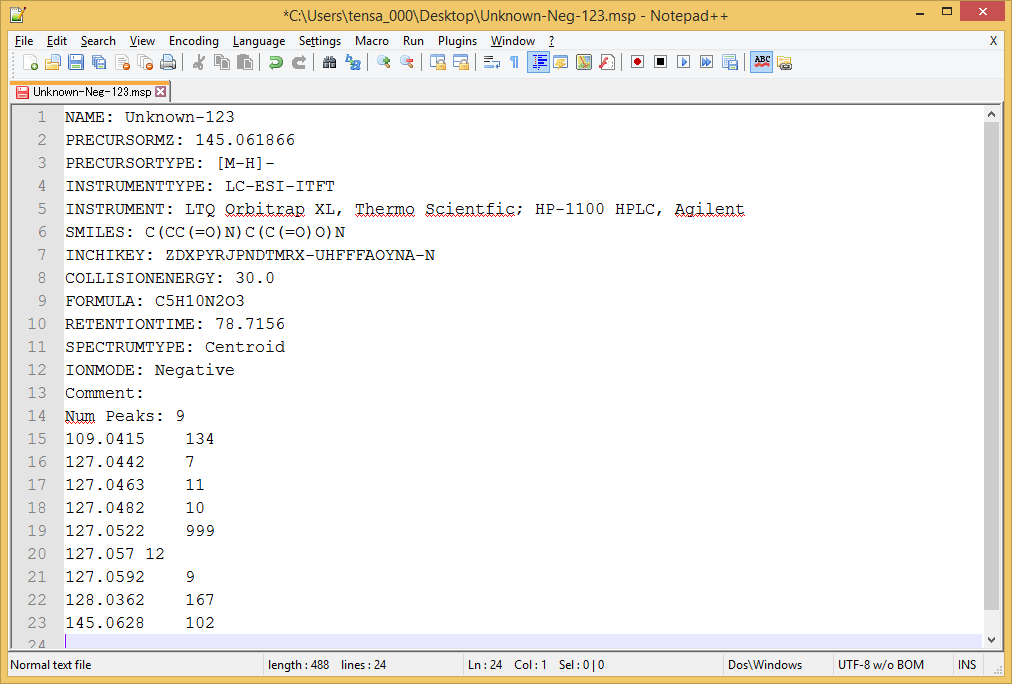 *C:\Users\tensa_000\Desktop\Unknown-Neg-123.msp - Notepad++
File Edit Search View Encoding Language Settings Macro Run Plugins Window ? X
ABC
Unknown-Neg-123.msp
1 NAME: Unknown-123
2 PRECURSORMZ: 145.061866
3 PRECURSORTYPE: [M-H]-
4 INSTRUMENTTYPE: LC-ESI-ITFT
5 INSTRUMENT: LTQ Orbitrap XL, Thermo Scientfic; HP-1100 HPLC, Agilent
6 SMILES: C(CC(=O)N)C(C(=O)O)N
7 INCHIKEY: ZDXPYRJPNDTMRX-UHFFFAOYNA-N
8 COLLISIONENERGY: 30.0
9 FORMULA: C5H10N2O3
10 RETENTIONTIME: 78.7156
11 SPECTRUMTYPE: Centroid
12 IONMODE: Negative
13 Comment:
14 Num Peaks: 9
15 109.0415 134
16 127.0442 7
17 127.0463 11
18 127.0482 10
19 127.0522 999
20 127.057 12
21 127.0592 9
22 128.0362 167
23 145.0628 102
24
Normal text file length : 488 lines : 24 Ln : 24 Col : 1 Sel : 0 | 0 Dos\Windows UTF-8 w/o BOM INS